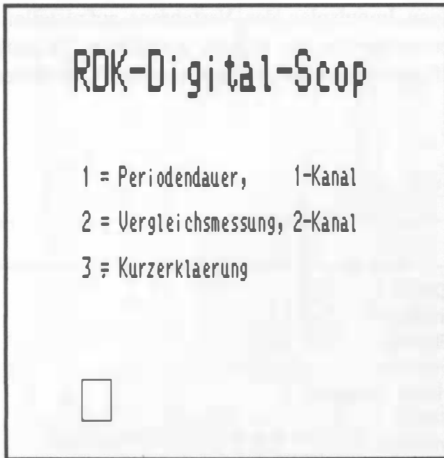 RDK-Digital-Scop
1 = Periodendauer, 1-Kanal
2 = Vergleichsmessung, 2-Kanal
3 = Kurzerklaerung